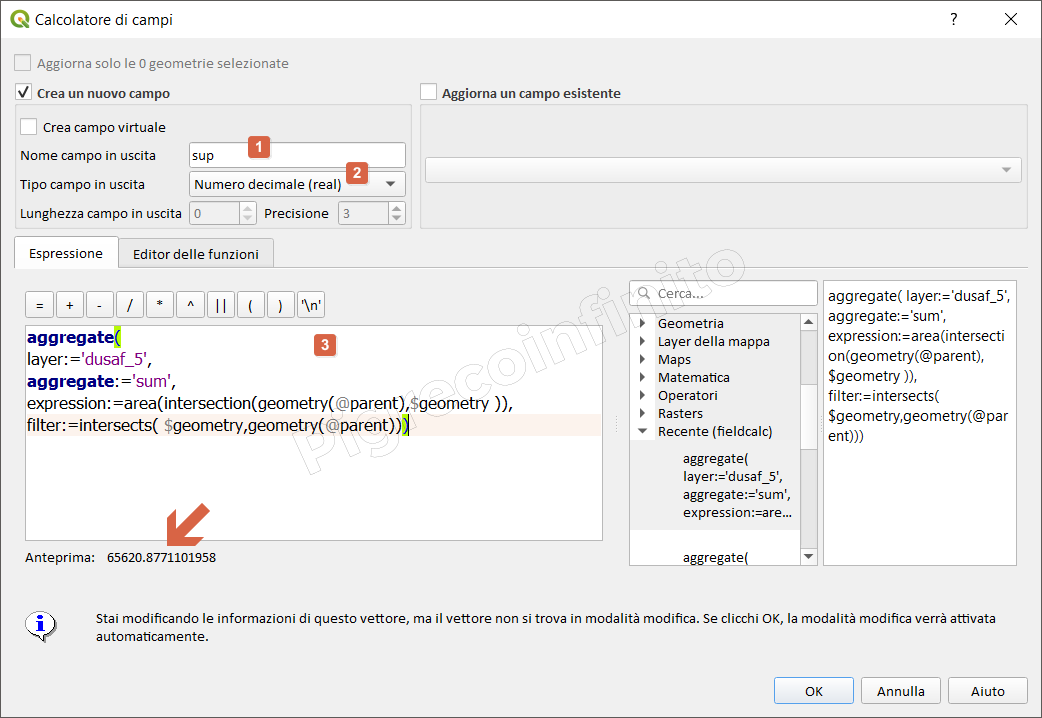 Calcolatore di campi
?
Aggiorna solo le 0 geometrie selezionate
Crea un nuovo campo
Aggiorna un campo esistente
Crea campo virtuale
Nome campo in uscita
sup
1
Tipo campo in uscita
Numero decimale (real)
2
Lunghezza campo in uscita
0
Precisione
3
Espressione
Editor delle funzioni
= + - / * ^ || ( ) '\n'
aggregate(
layer:='dusaf_5',
aggregate:='sum',
expression:=area(intersection(geometry(@parent),$geometry )),
filter:=intersects( $geometry,geometry(@parent)))
3
Cerca...
Geometria
Layer della mappa
Maps
Matematica
Operatori
Rasters
Recente (fieldcalc)
aggregate(
layer:='dusaf_5',
aggregate:='sum',
expression:=are...
aggregate(
aggregate( layer:='dusaf_5',
aggregate:='sum',
expression:=area(intersecti
on(geometry(@parent),
$geometry )),
filter:=intersects(
$geometry,geometry(@par
ent)))
Pigrecoinfinito
Anteprima: 65620.8771101958
Stai modificando le informazioni di questo vettore, ma il vettore non si trova in modalità modifica. Se clicchi OK, la modalità modifica verrà attivata
automaticamente.
OK
Annulla
Aiuto